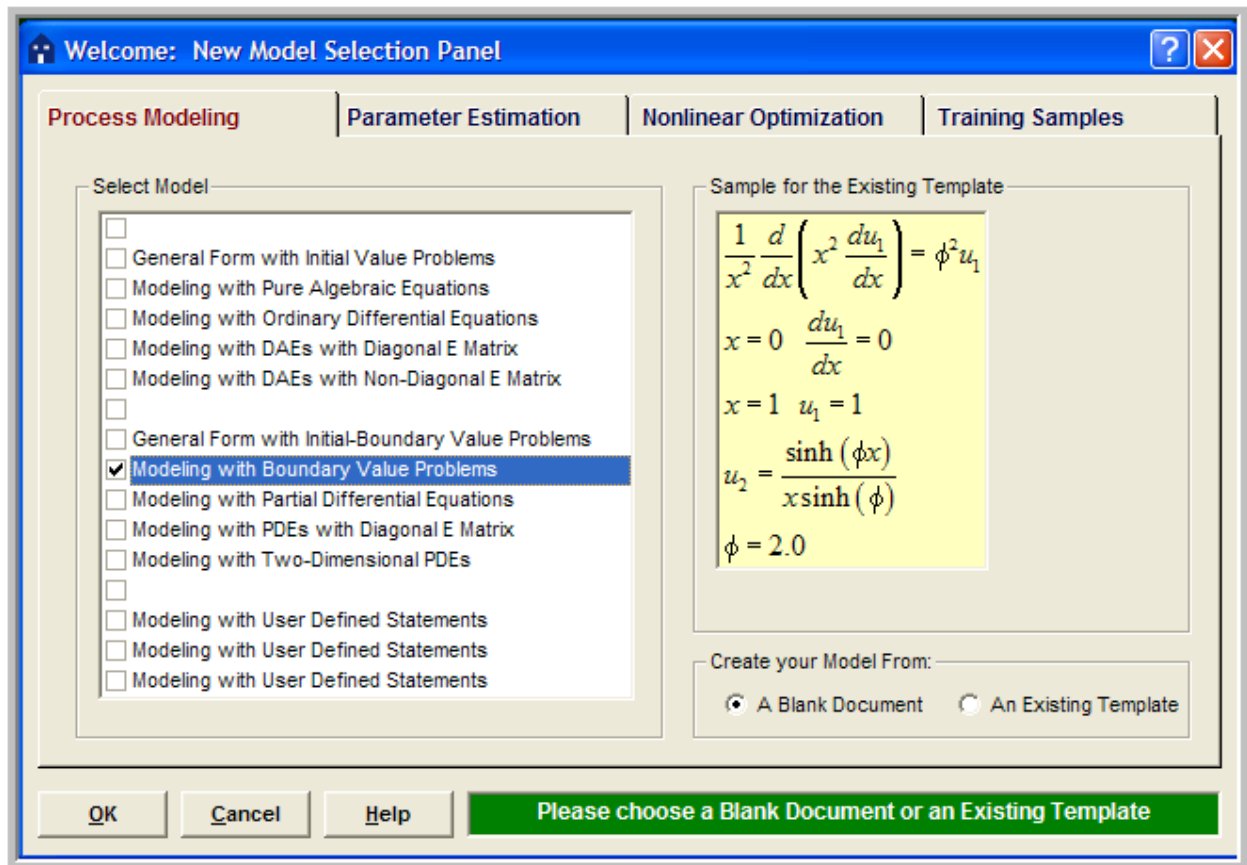 Welcome: New Model Selection Panel
?
Process Modeling
Parameter Estimation
Nonlinear Optimization
Training Samples
Select Model
General Form with Initial Value Problems
Modeling with Pure Algebraic Equations
Modeling with Ordinary Differential Equations
Modeling with DAEs with Diagonal E Matrix
Modeling with DAEs with Non-Diagonal E Matrix
General Form with Initial-Boundary Value Problems
Modeling with Boundary Value Problems
Modeling with Partial Differential Equations
Modeling with PDEs with Diagonal E Matrix
Modeling with Two-Dimensional PDEs
Modeling with User Defined Statements
Modeling with User Defined Statements
Modeling with User Defined Statements
Sample for the Existing Template
1/x² d/dx (x² du₁/dx) = ϕ²u₁
x = 0 du₁/dx = 0
x = 1 u₁ = 1
u₂ = sinh (ϕx) / x sinh (ϕ)
ϕ = 2.0
Create your Model From:
A Blank Document
An Existing Template
OK
Cancel
Help
Please choose a Blank Document or an Existing Template